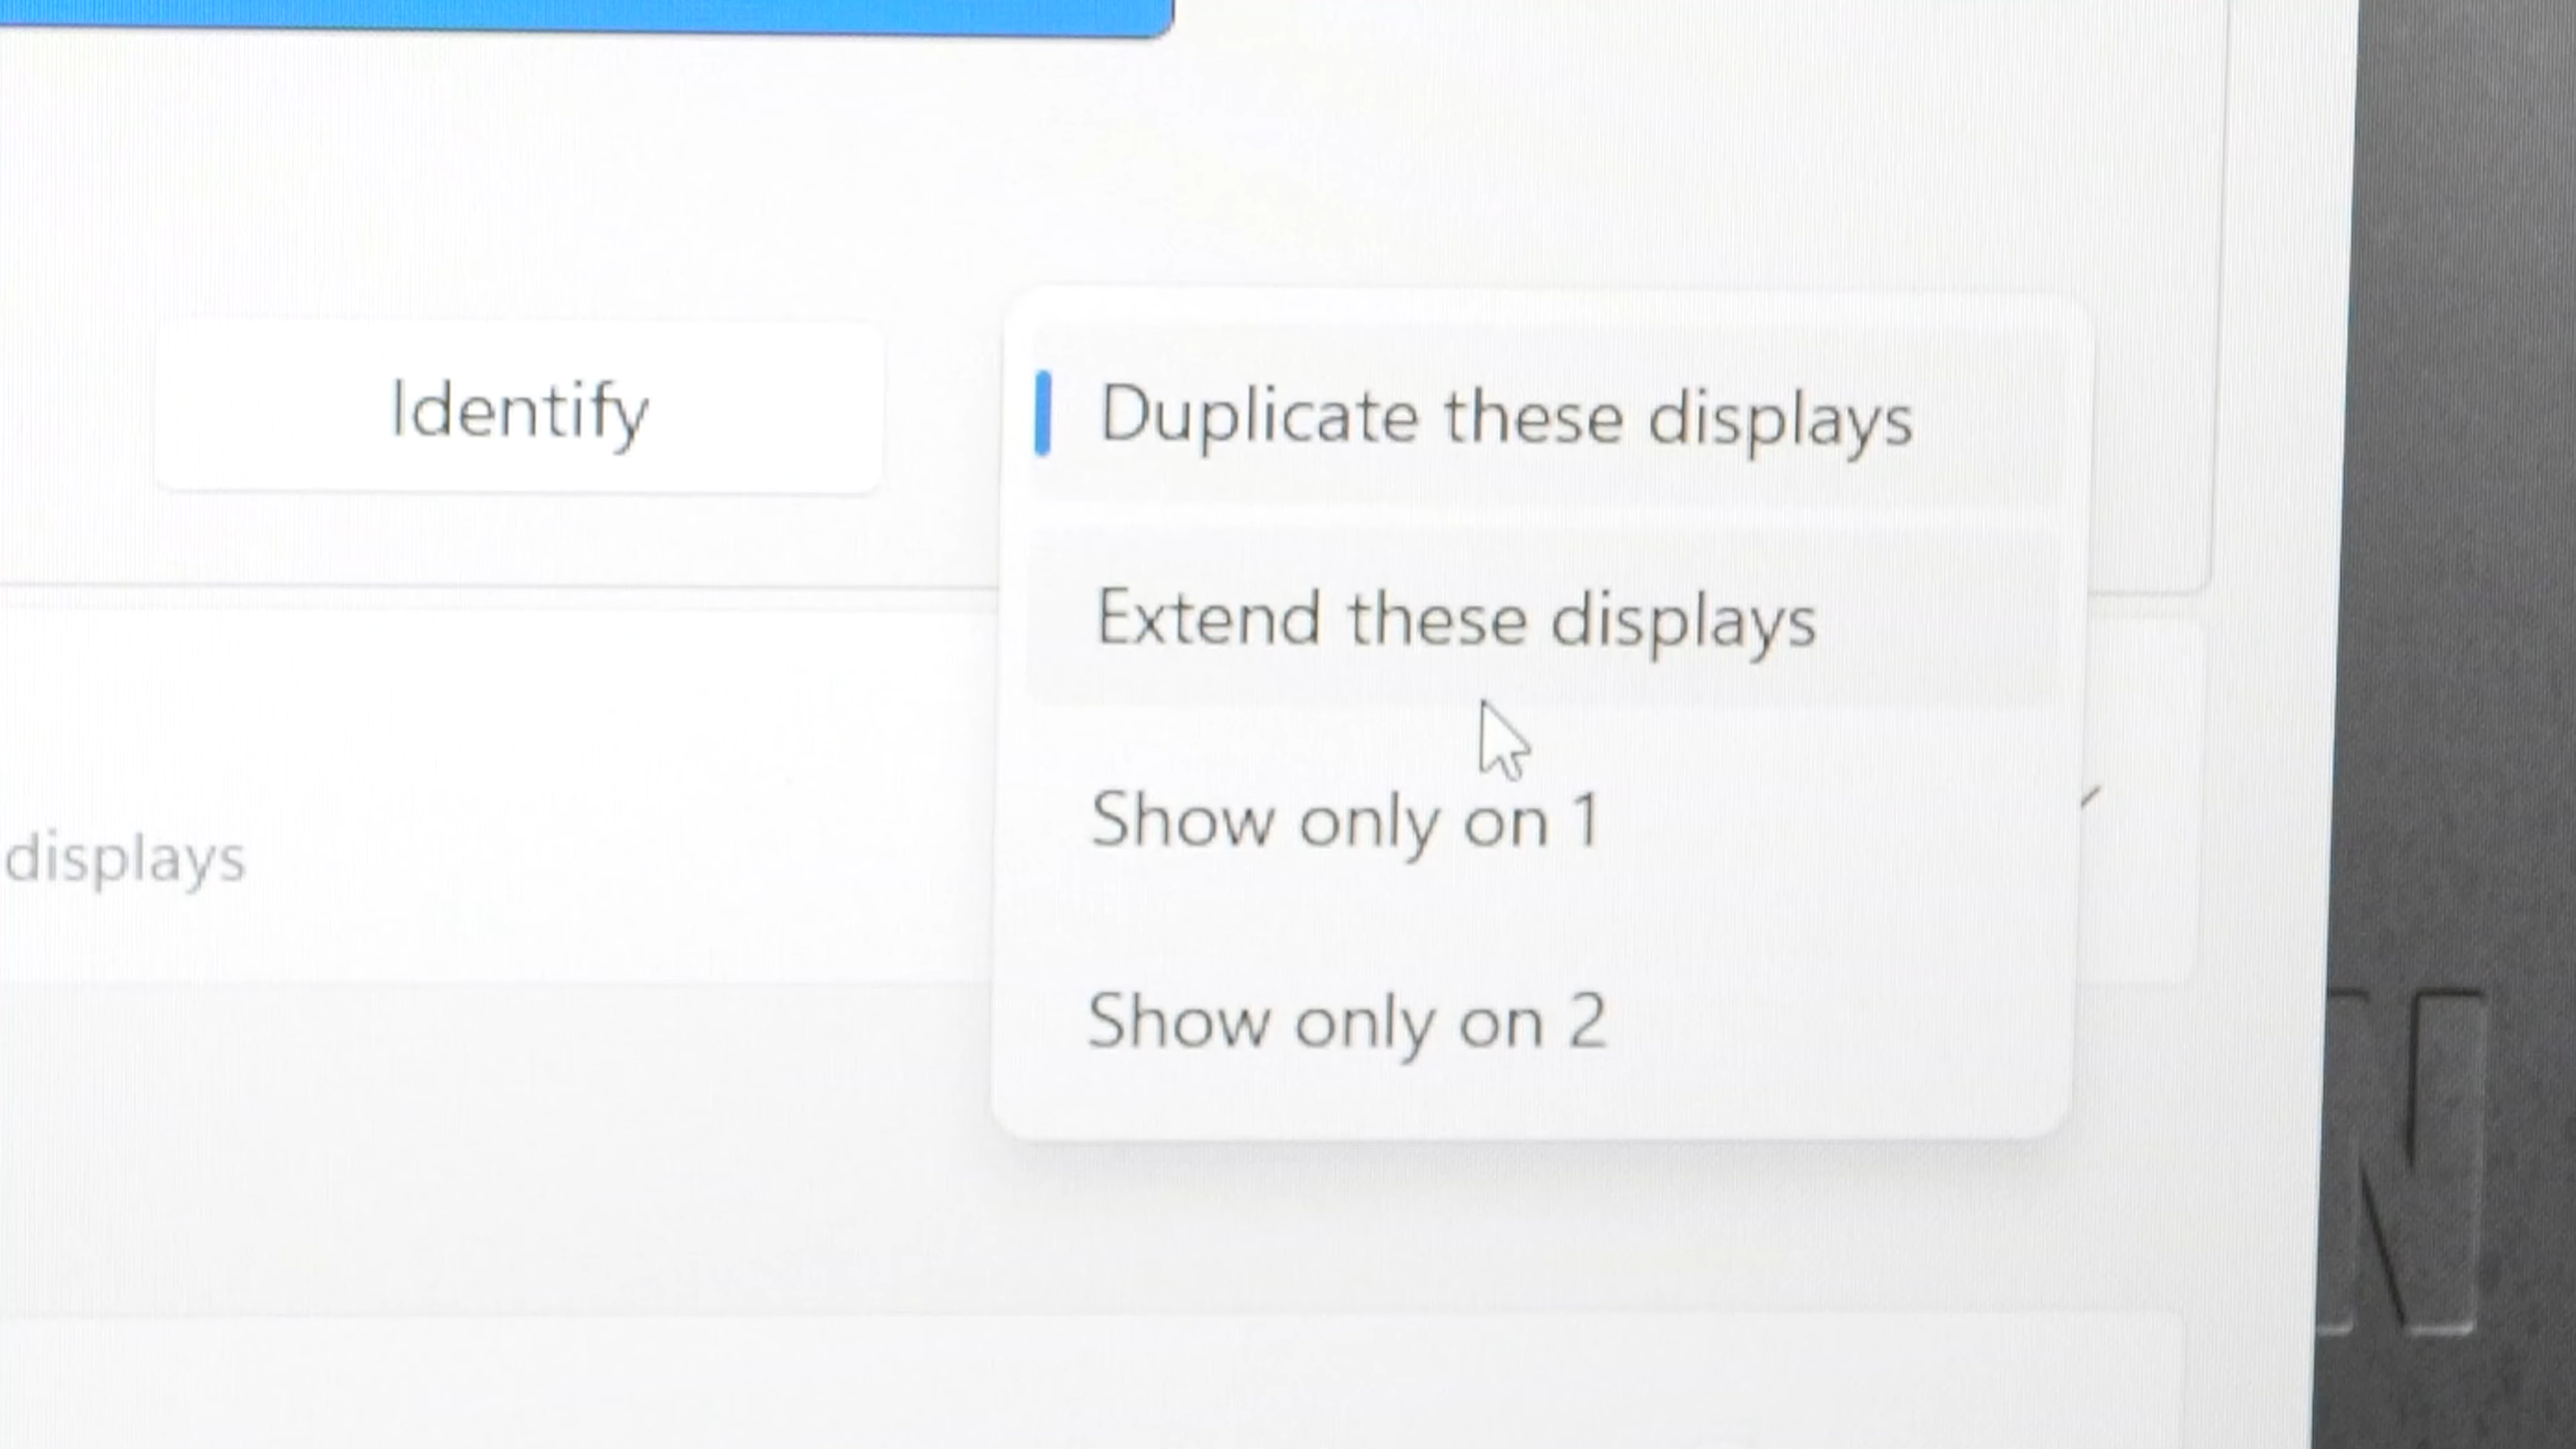 Identify
Duplicate these displays
Extend these displays
Show only on 1
displays
Show only on 2
N